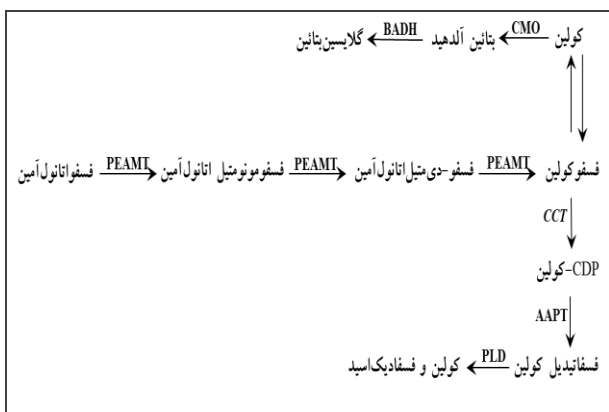 کولین CMO بتائین آلدهید BADH گلایسین‌بتائین
فسفواتانول‌آمین PEAMT فسفومونومتیل اتانول‌آمین PEAMT فسفو-دی‌متیل‌اتانول‌آمین PEAMT فسفوکولین
CCT
CDP-کولین
AAPT
فسفاتیدیل کولین PLD کولین و فسفادیک‌اسید